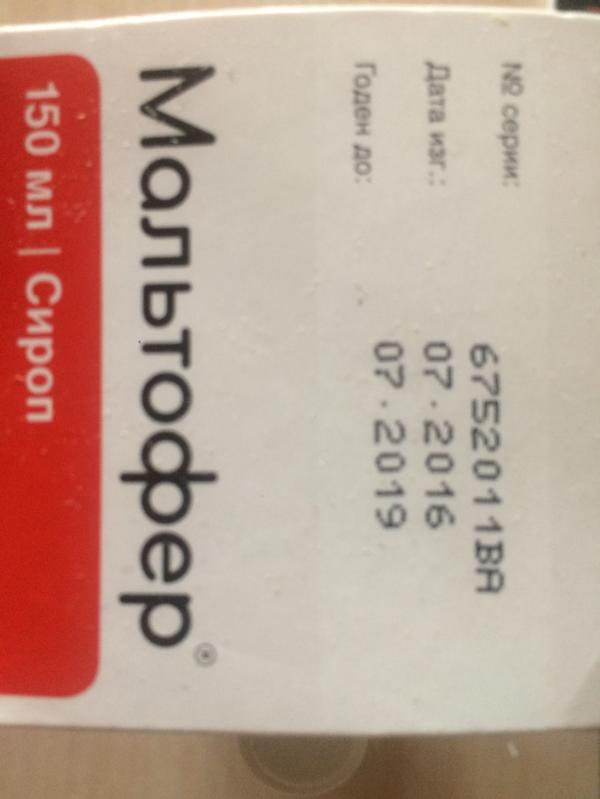 № серии: 6752011BA
Дата изг.: 07.2016
Годен до: 07.2019
Мальтофер®
150 мл | Сироп